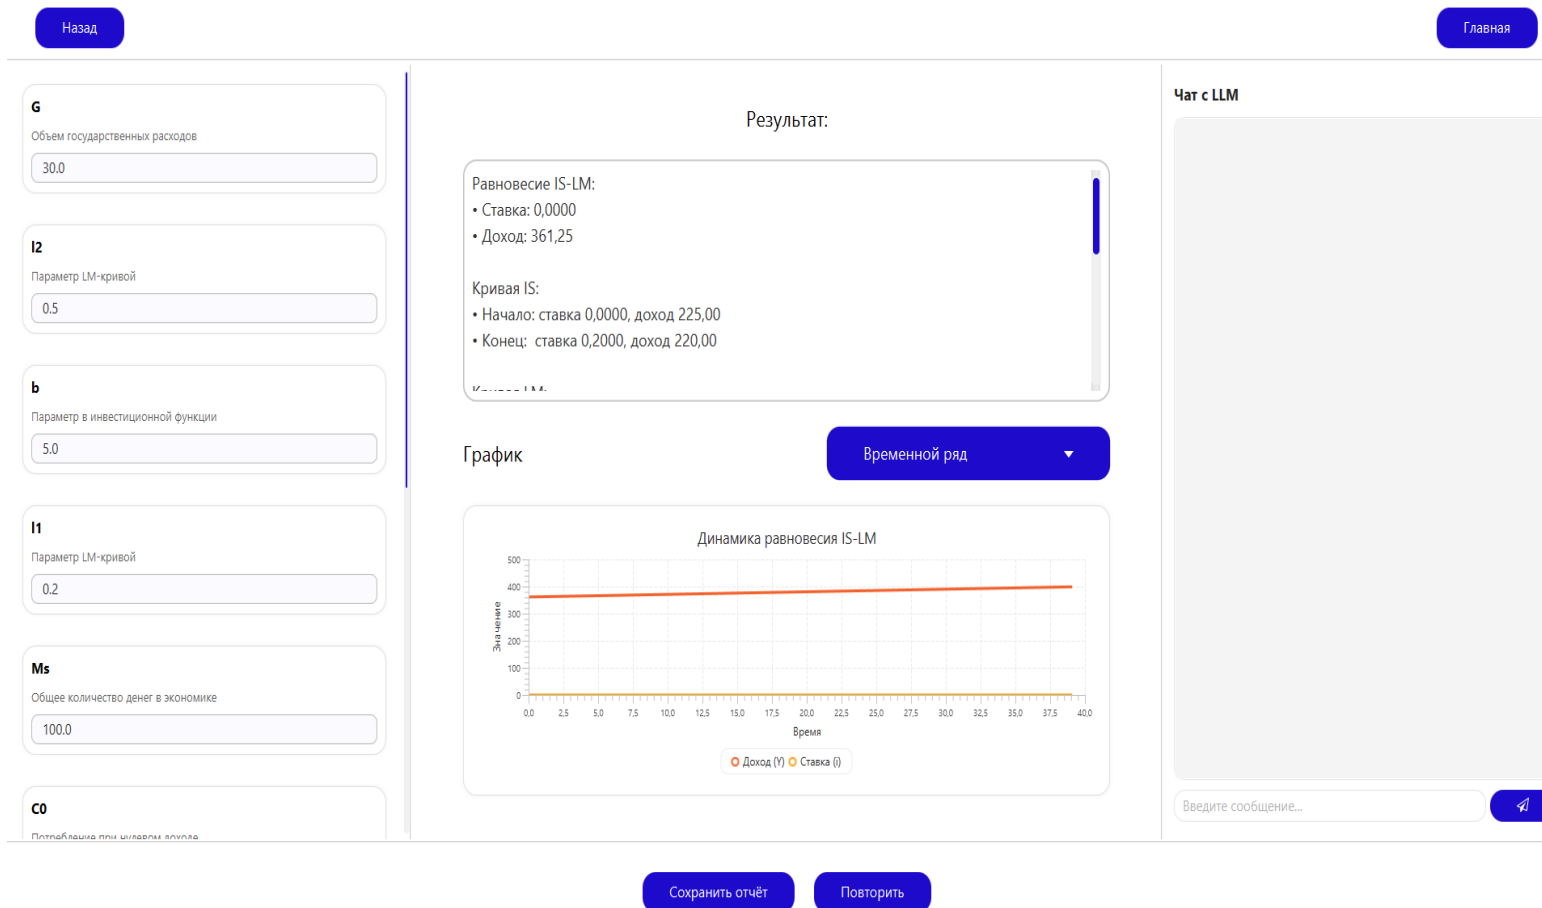 Назад
Главная
G
Объем государственных расходов
30.0
l2
Параметр LM-кривой
0.5
b
Параметр в инвестиционной функции
5.0
l1
Параметр LM-кривой
0.2
Ms
Общее количество денег в экономике
100.0
C0
Потребление при нулевом доходе
Результат:
Равновесие IS-LM:
• Ставка: 0,0000
• Доход: 361,25
Кривая IS:
• Начало: ставка 0,0000, доход 225,00
• Конец: ставка 0,2000, доход 220,00
Кривая LM:
График
Временной ряд
Динамика равновесия IS-LM
Значение
500
400
300
200
100
0
0,0 2,5 5,0 7,5 10,0 12,5 15,0 17,5 20,0 22,5 25,0 27,5 30,0 32,5 35,0 37,5 40,0
Время
Доход (Y) Ставка (i)
Чат с LLM
Введите сообщение...
Сохранить отчёт
Повторить